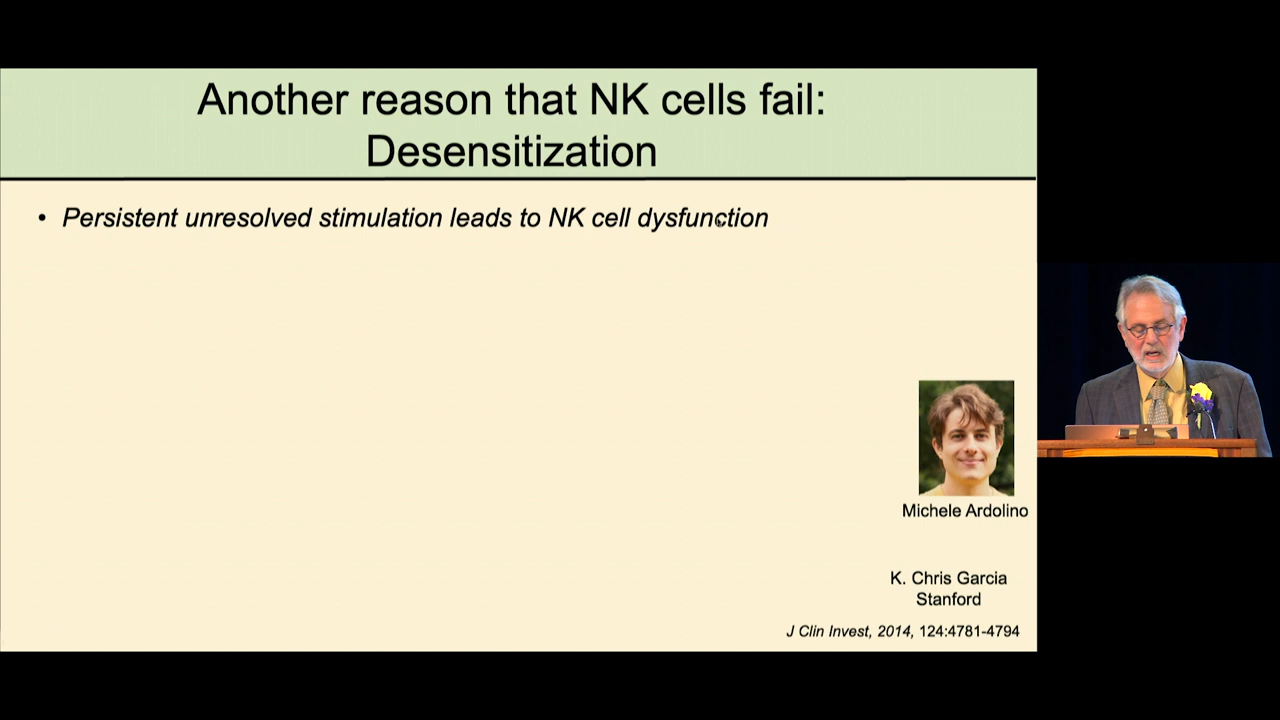 Another reason that NK cells fail:
Desensitization
• Persistent unresolved stimulation leads to NK cell dysfunction
Michele Ardolino
K. Chris Garcia
Stanford
J Clin Invest, 2014, 124:4781-4794